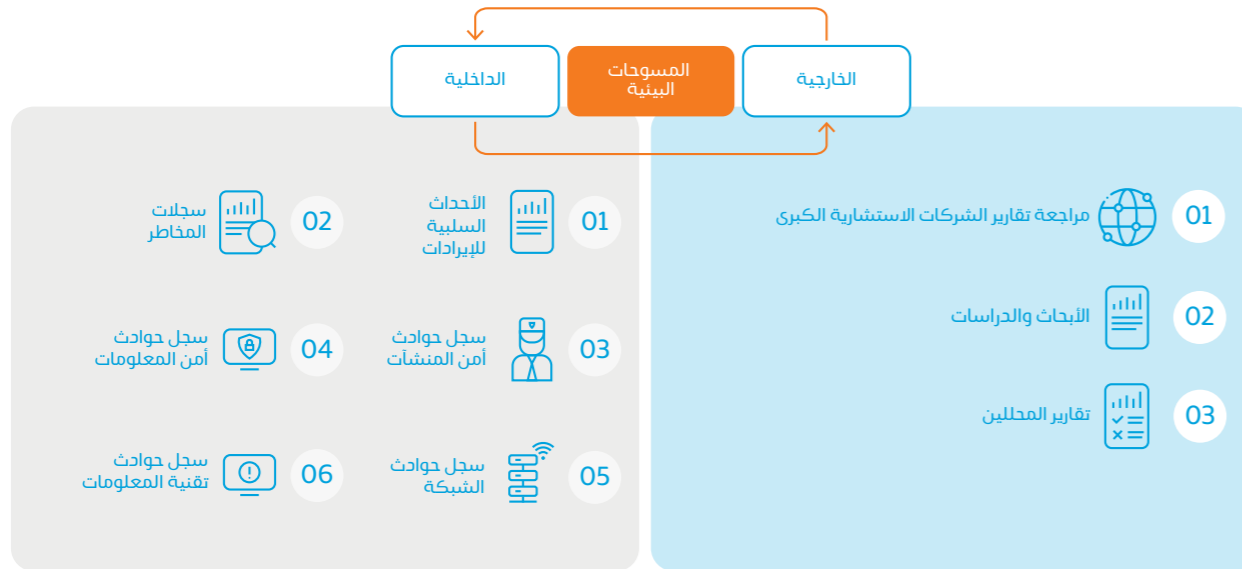 الخارجية
المسوحات
البيئية
الداخلية
01
مراجعة تقارير الشركات الاستشارية الكبرى
02
الأبحاث والدراسات
03
تقارير المحللين
01
الأحداث
السلبية
للإيرادات
02
سجلات
المخاطر
03
سجل حوادث
أمن المنشآت
04
سجل حوادث
أمن المعلومات
05
سجل حوادث
الشبكة
06
سجل حوادث
تقنية المعلومات